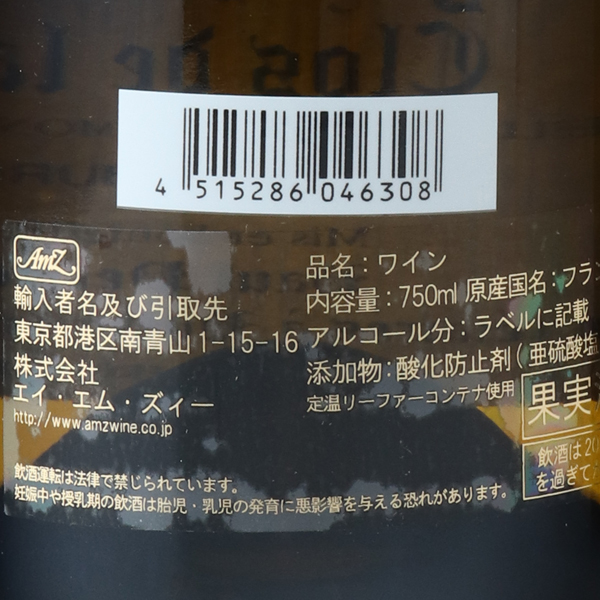 4 515286 046308
AmZ
輸入者名及び引取先
東京都港区南青山1-15-16
株式会社
エイ・エム・ズィー
http://www.amzwine.co.jp
品名：ワイン
内容量：750ml 原産国名：フラン
アルコール分：ラベルに記載
添加物：酸化防止剤(亜硫酸塩
定温リーファーコンテナ使用
果実
飲酒は20
を過ぎて
飲酒運転は法律で禁じられています。
妊娠中や授乳期の飲酒は胎児・乳児の発育に悪影響を与える恐れがあります。